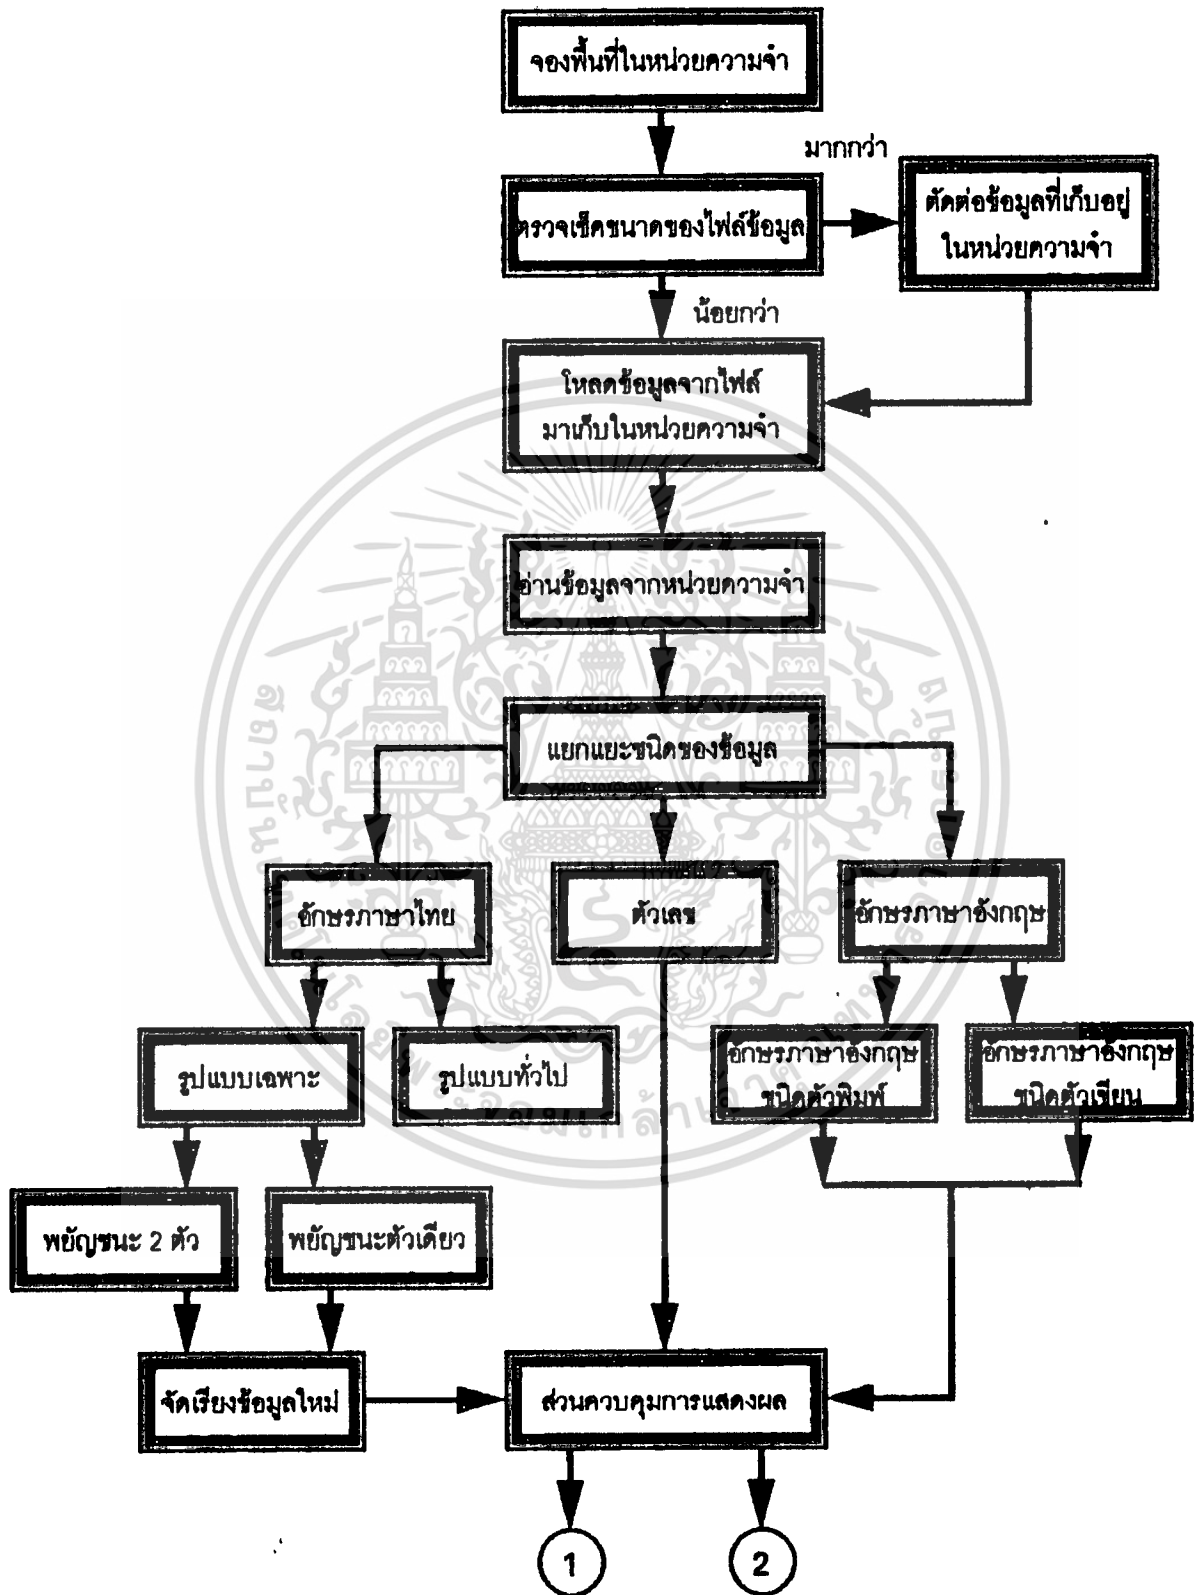 จองพื้นที่ในหน่วยความจำ
มากกว่า
ตรวจเช็คขนาดของไฟล์ข้อมูล
ตัดต่อข้อมูลที่เก็บอยู่
ในหน่วยความจำ
น้อยกว่า
โหลดข้อมูลจากไฟล์
มาเก็บในหน่วยความจำ
อ่านข้อมูลจากหน่วยความจำ
แยกแยะชนิดของข้อมูล
อักษรภาษาไทย
ตัวเลข
อักษรภาษาอังกฤษ
รูปแบบเฉพาะ
รูปแบบทั่วไป
อักษรภาษาอังกฤษ
ชนิดตัวพิมพ์
อักษรภาษาอังกฤษ
ชนิดตัวเขียน
พยัญชนะ 2 ตัว
พยัญชนะตัวเดียว
จัดเรียงข้อมูลใหม่
ส่วนควบคุมการแสดงผล
1
2